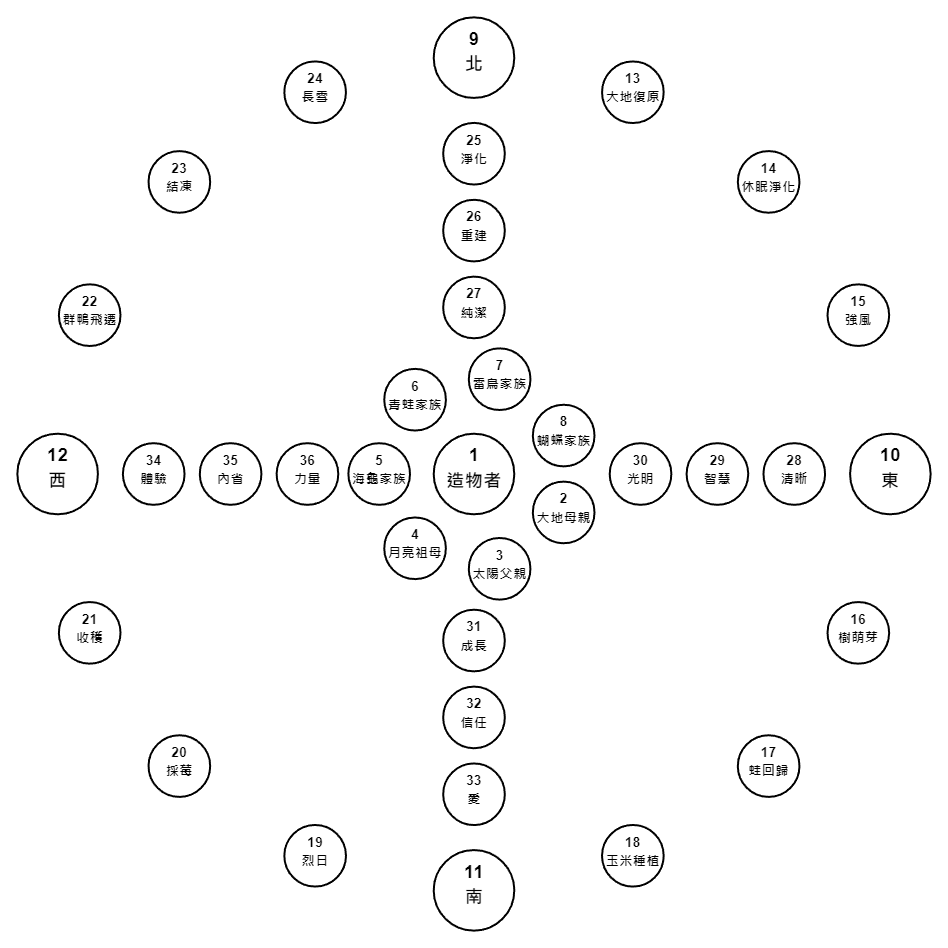 9
北
24
長雪
13
大地復原
25
淨化
23
結凍
14
休眠淨化
26
重建
27
純潔
22
群鴨飛遷
15
強風
7
雷鳥家族
6
青蛙家族
8
蝴蝶家族
12
西
34
體驗
35
內省
36
力量
5
海龜家族
1
造物者
30
光明
29
智慧
28
清晰
10
東
2
大地母親
4
月亮祖母
3
太陽父親
21
收穫
31
成長
16
樹萌芽
32
信任
20
採莓
17
蛙回歸
33
愛
19
烈日
18
玉米種植
11
南